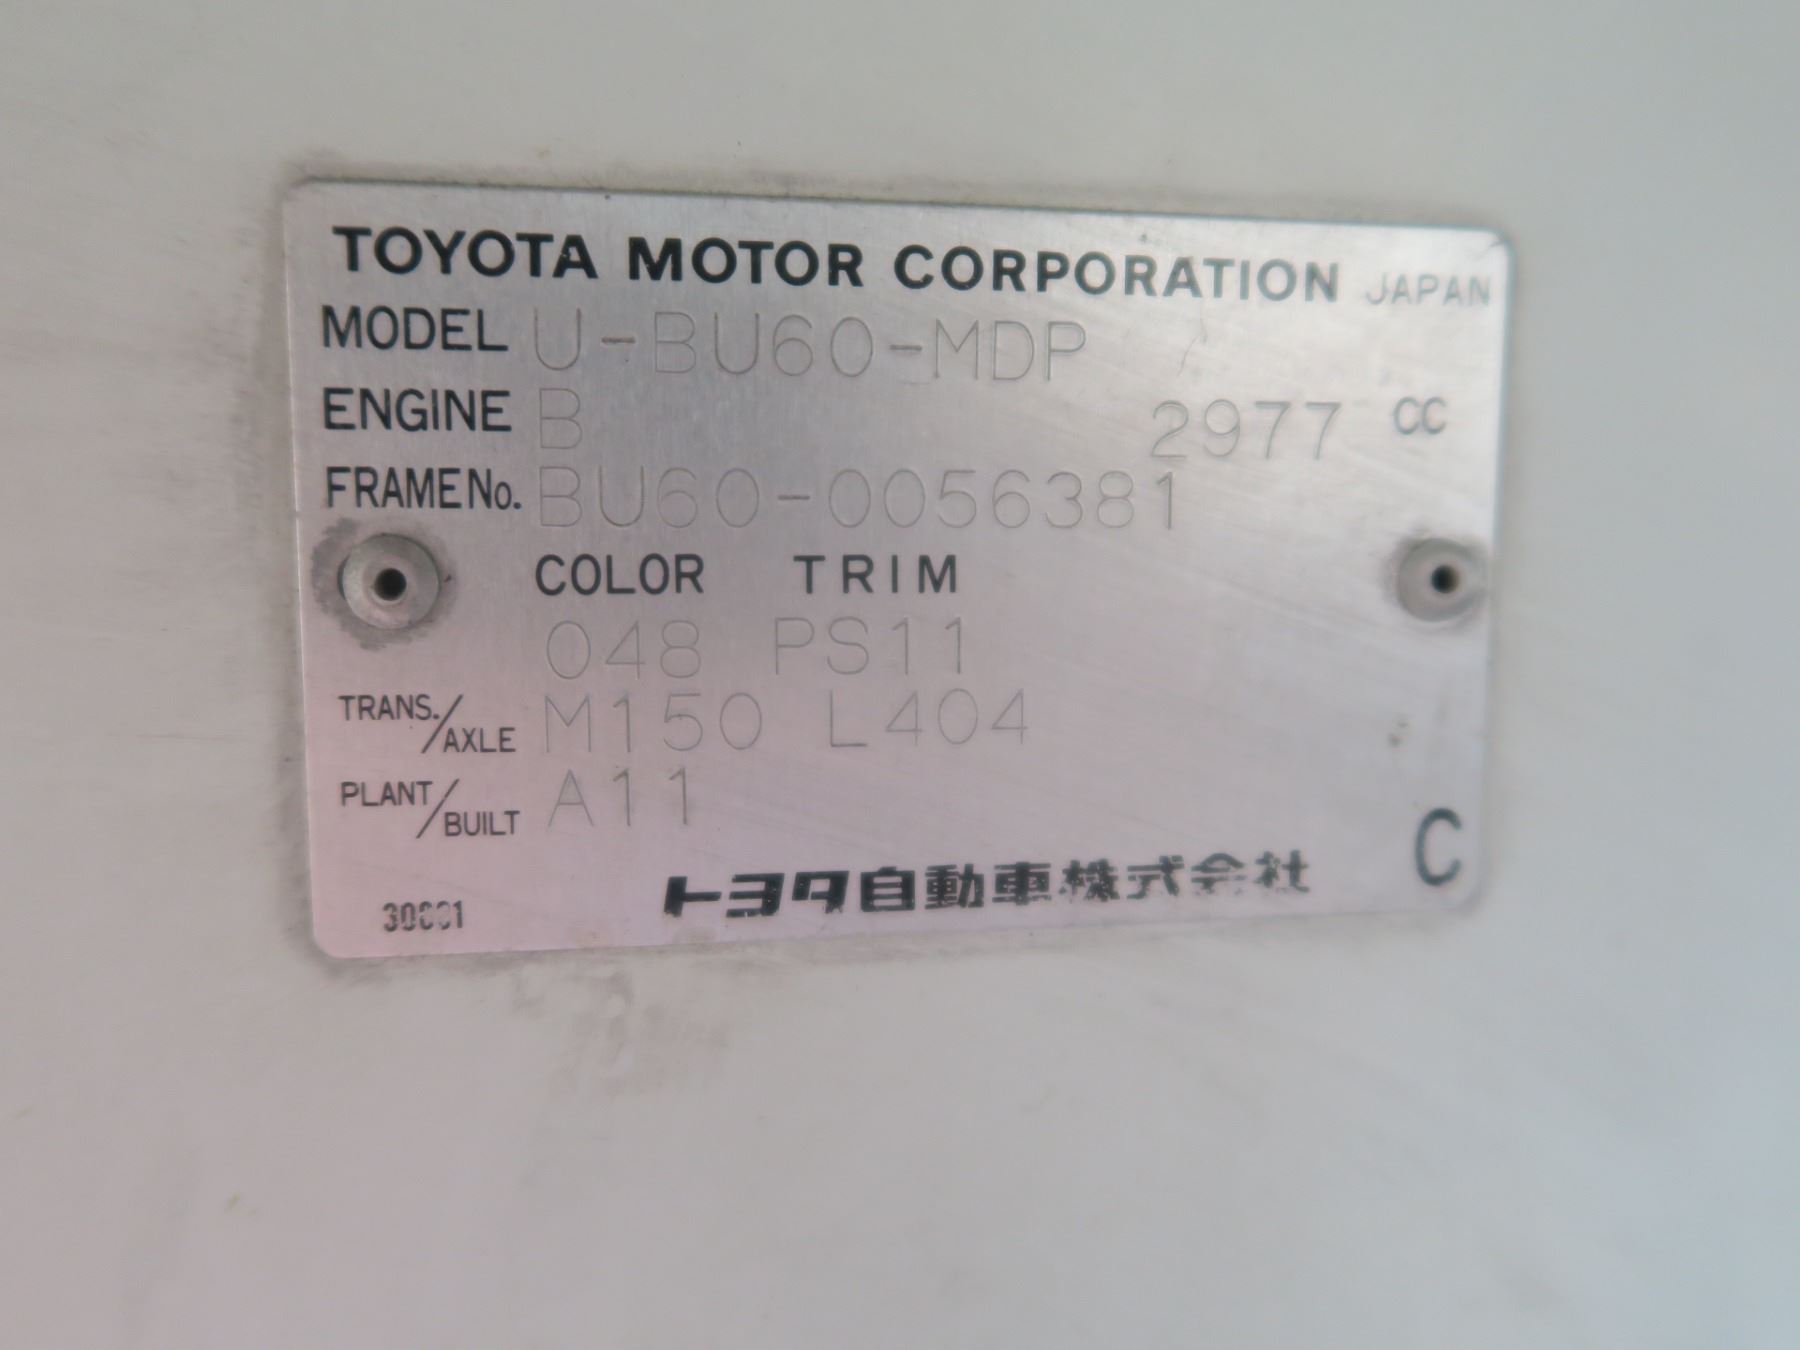 TOYOTA MOTOR CORPORATION JAPAN
MODEL U-BU60-MDP
ENGINE B 2977 CC
FRAME No. BU60-0056381
COLOR TRIM
048 PS11
TRANS./AXLE M150 L404
PLANT/BUILT A11
トヨタ自動車株式会社 C